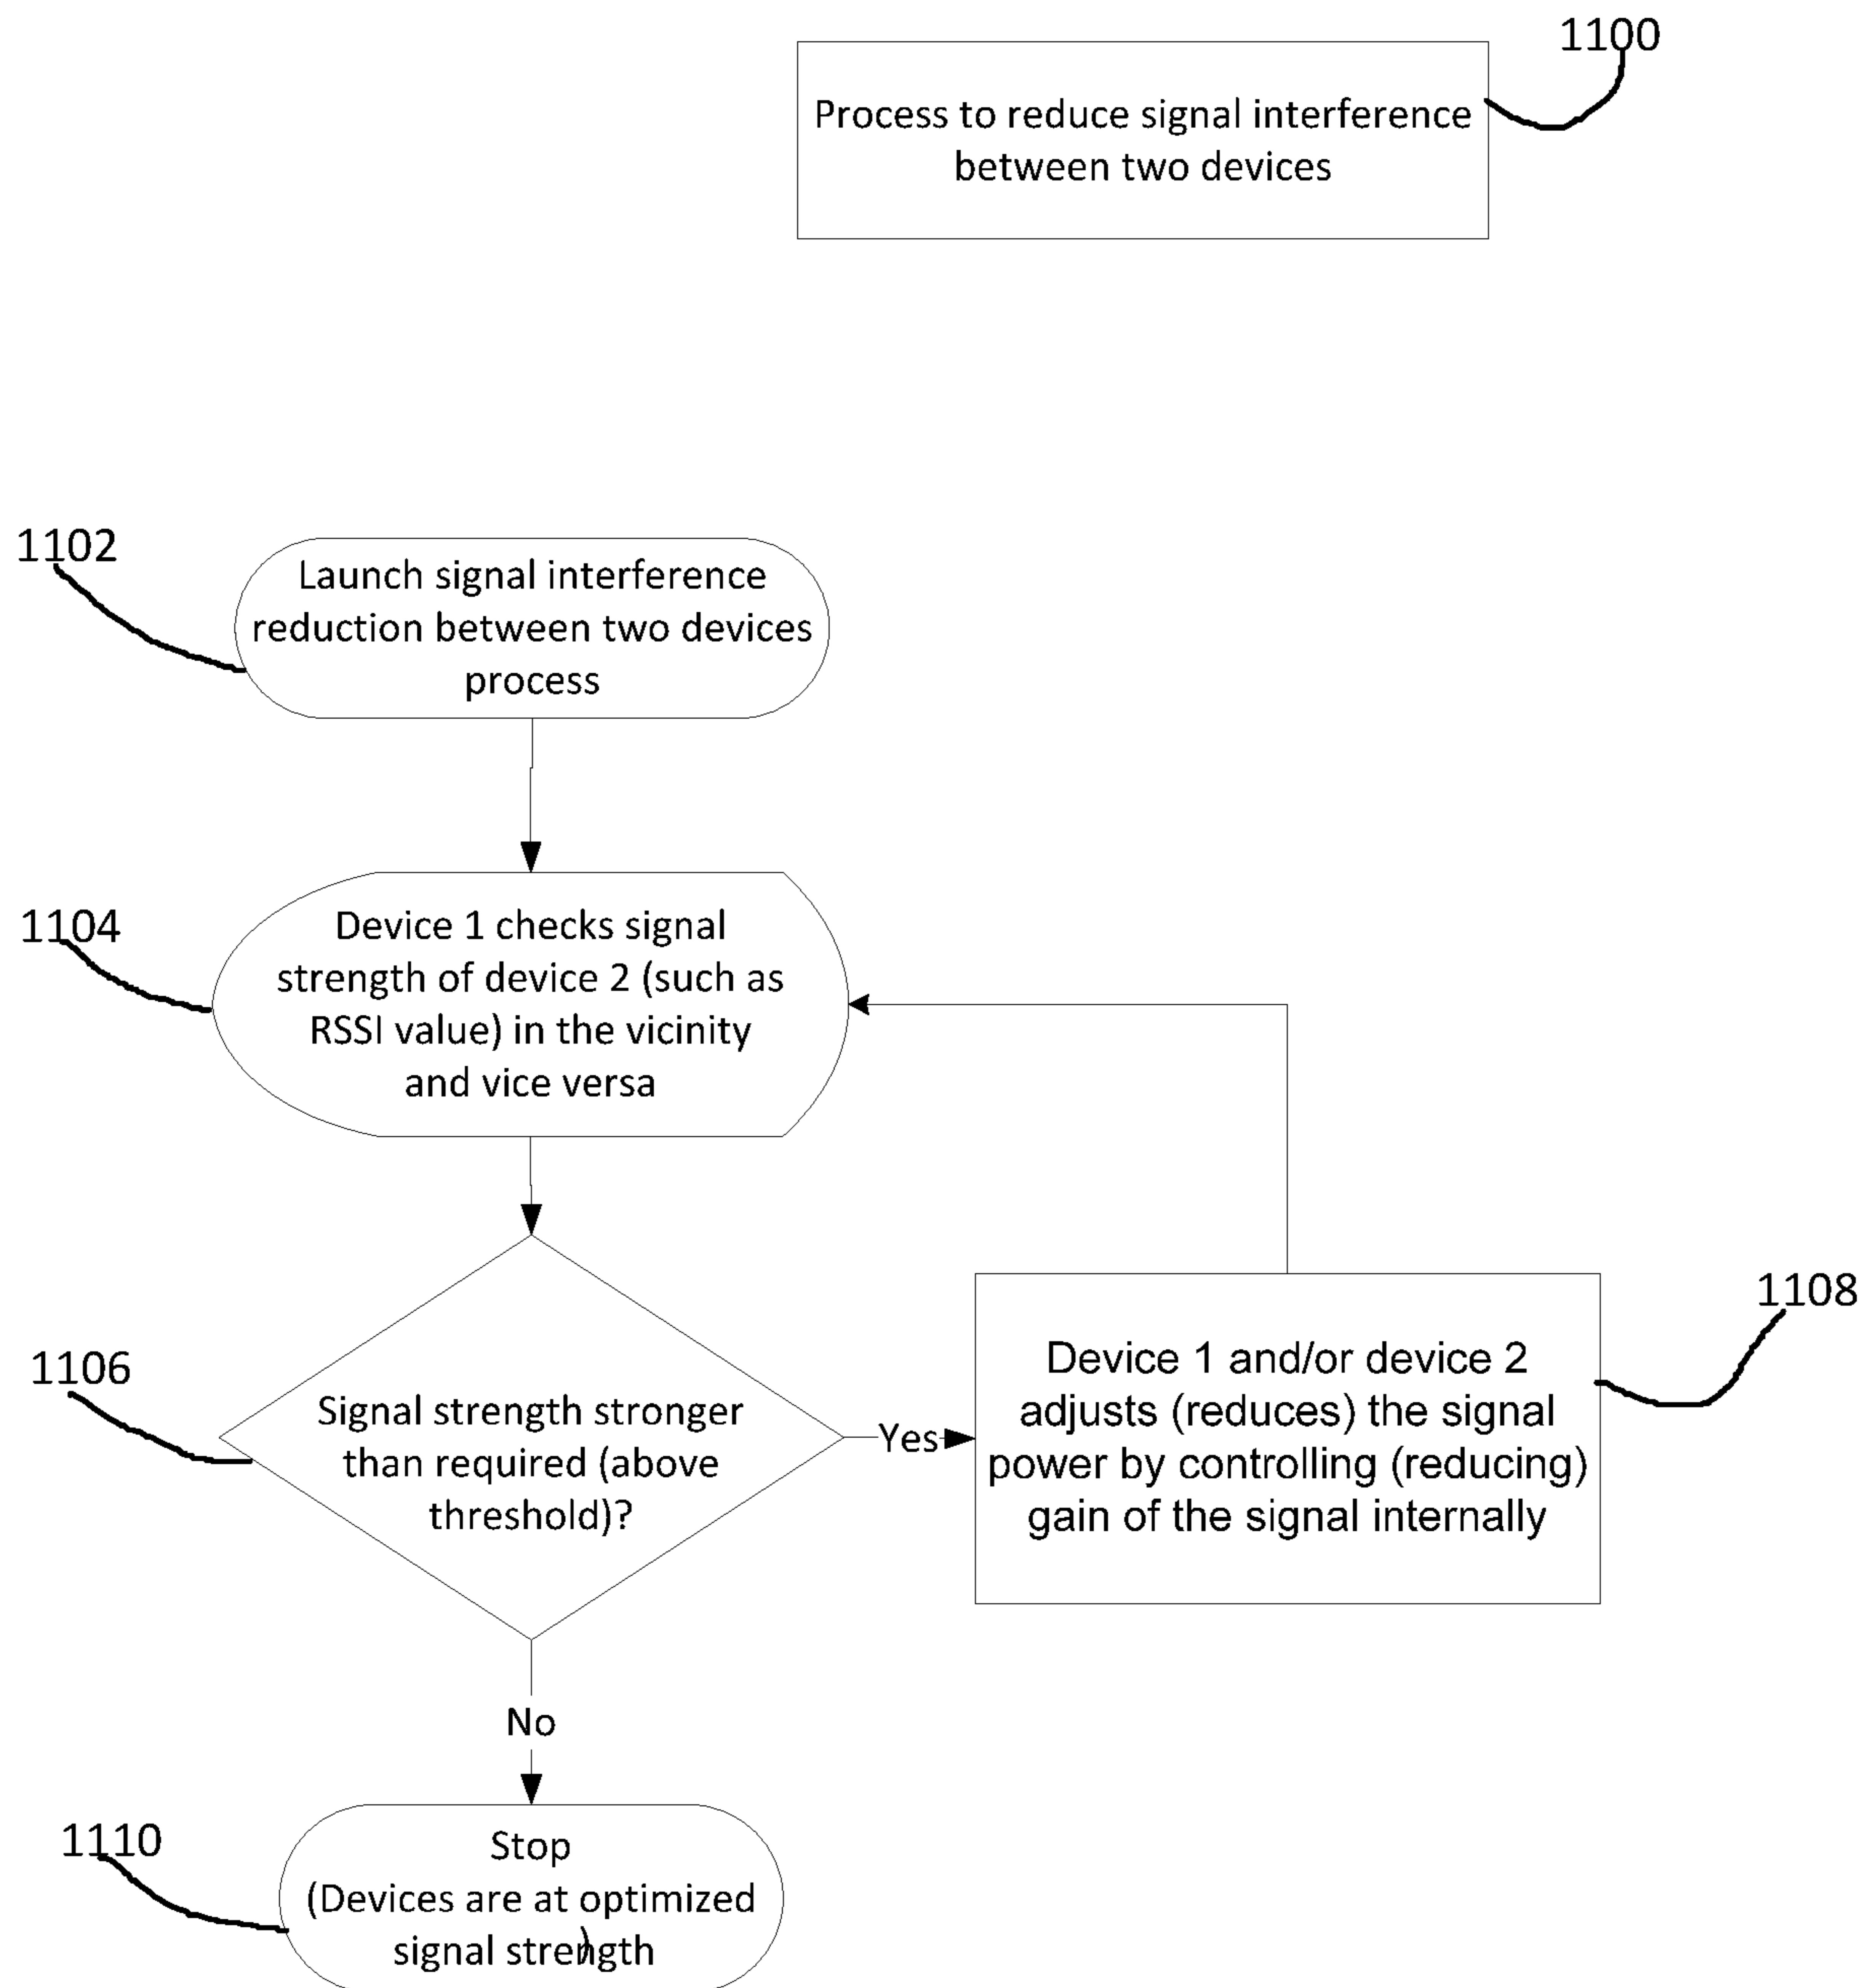 1100
Process to reduce signal interference
between two devices
1102
Launch signal interference
reduction between two devices
process
1104
Device 1 checks signal
strength of device 2 (such as
RSSI value) in the vicinity
and vice versa
1106
Signal strength stronger
than required (above
threshold)?
Yes
1108
Device 1 and/or device 2
adjusts (reduces) the signal
power by controlling (reducing)
gain of the signal internally
No
1110
Stop
(Devices are at optimized
signal strength
)